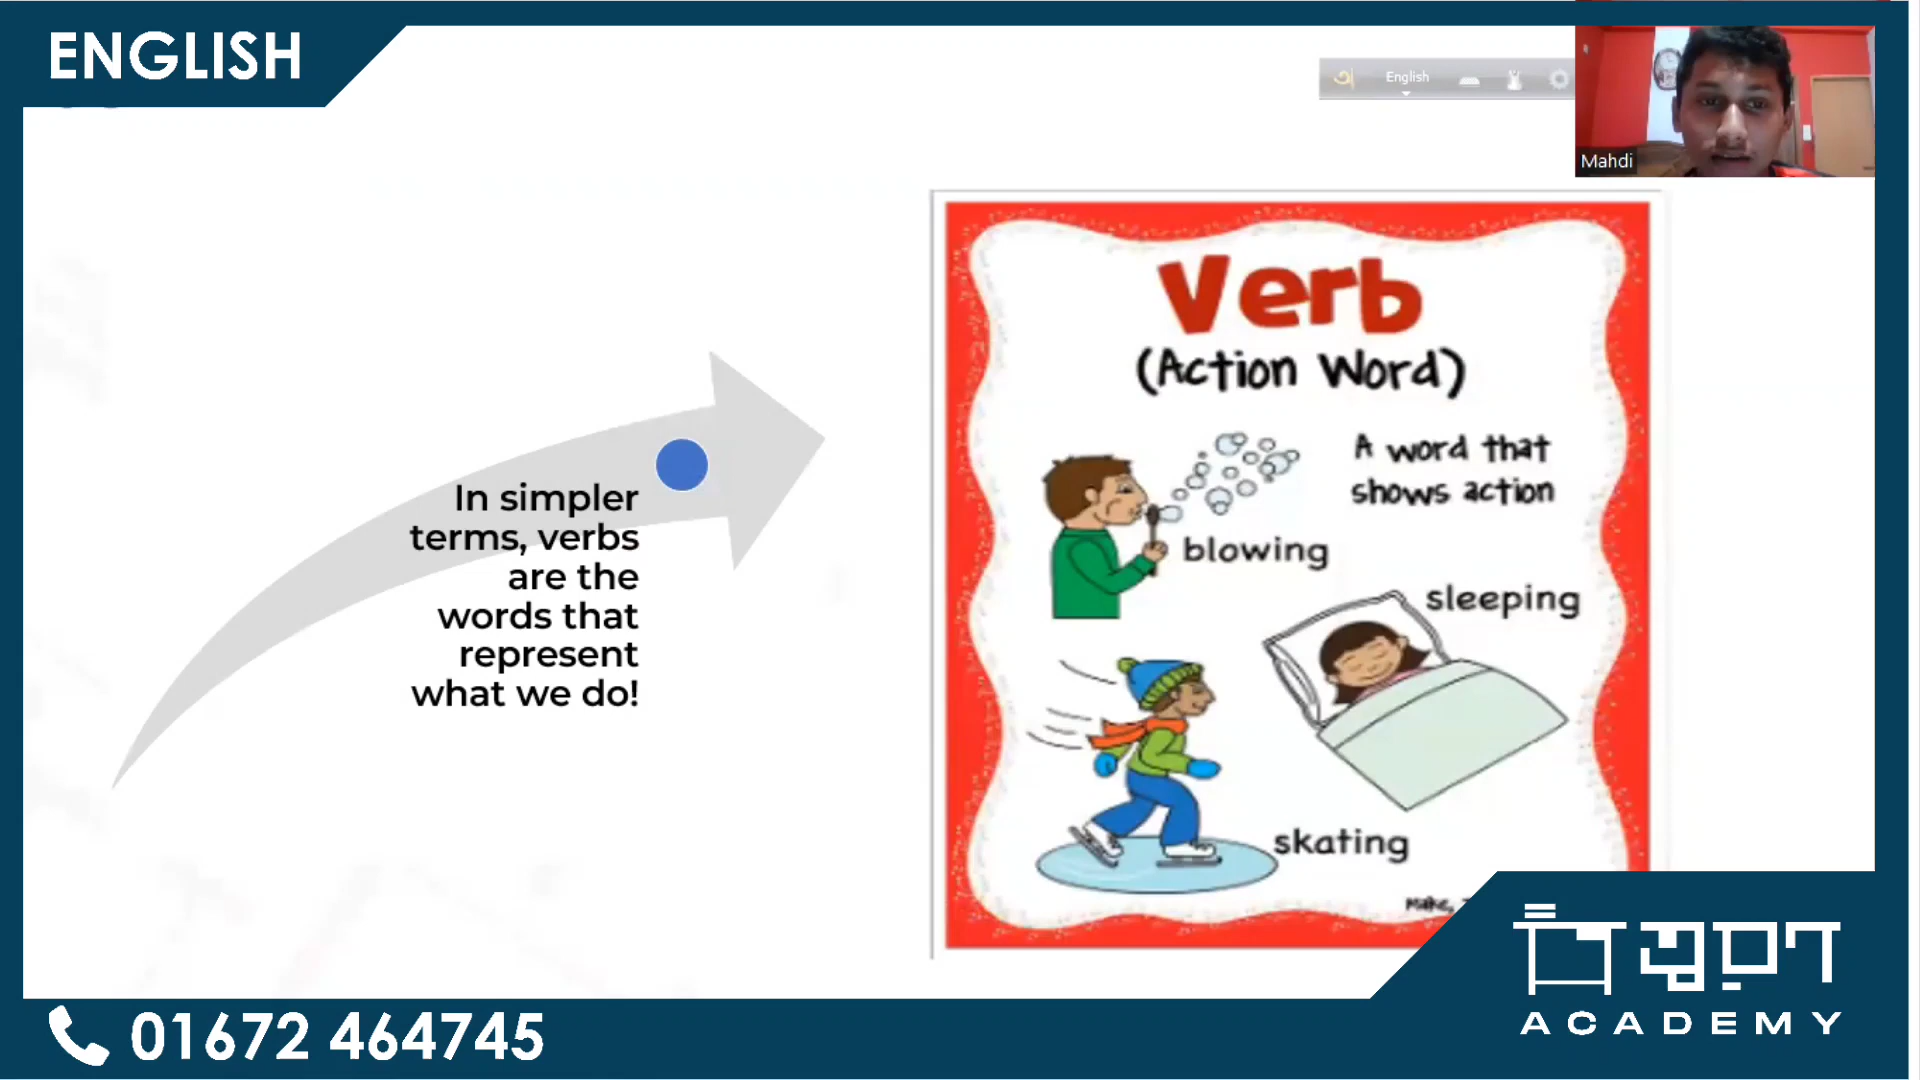 ENGLISH
English
Mahdi
In simpler
terms, verbs
are the
words that
represent
what we do!
Verb
(Action Word)
A word that
shows action
blowing
sleeping
skating
Make,
01672 464745
ACADEMY